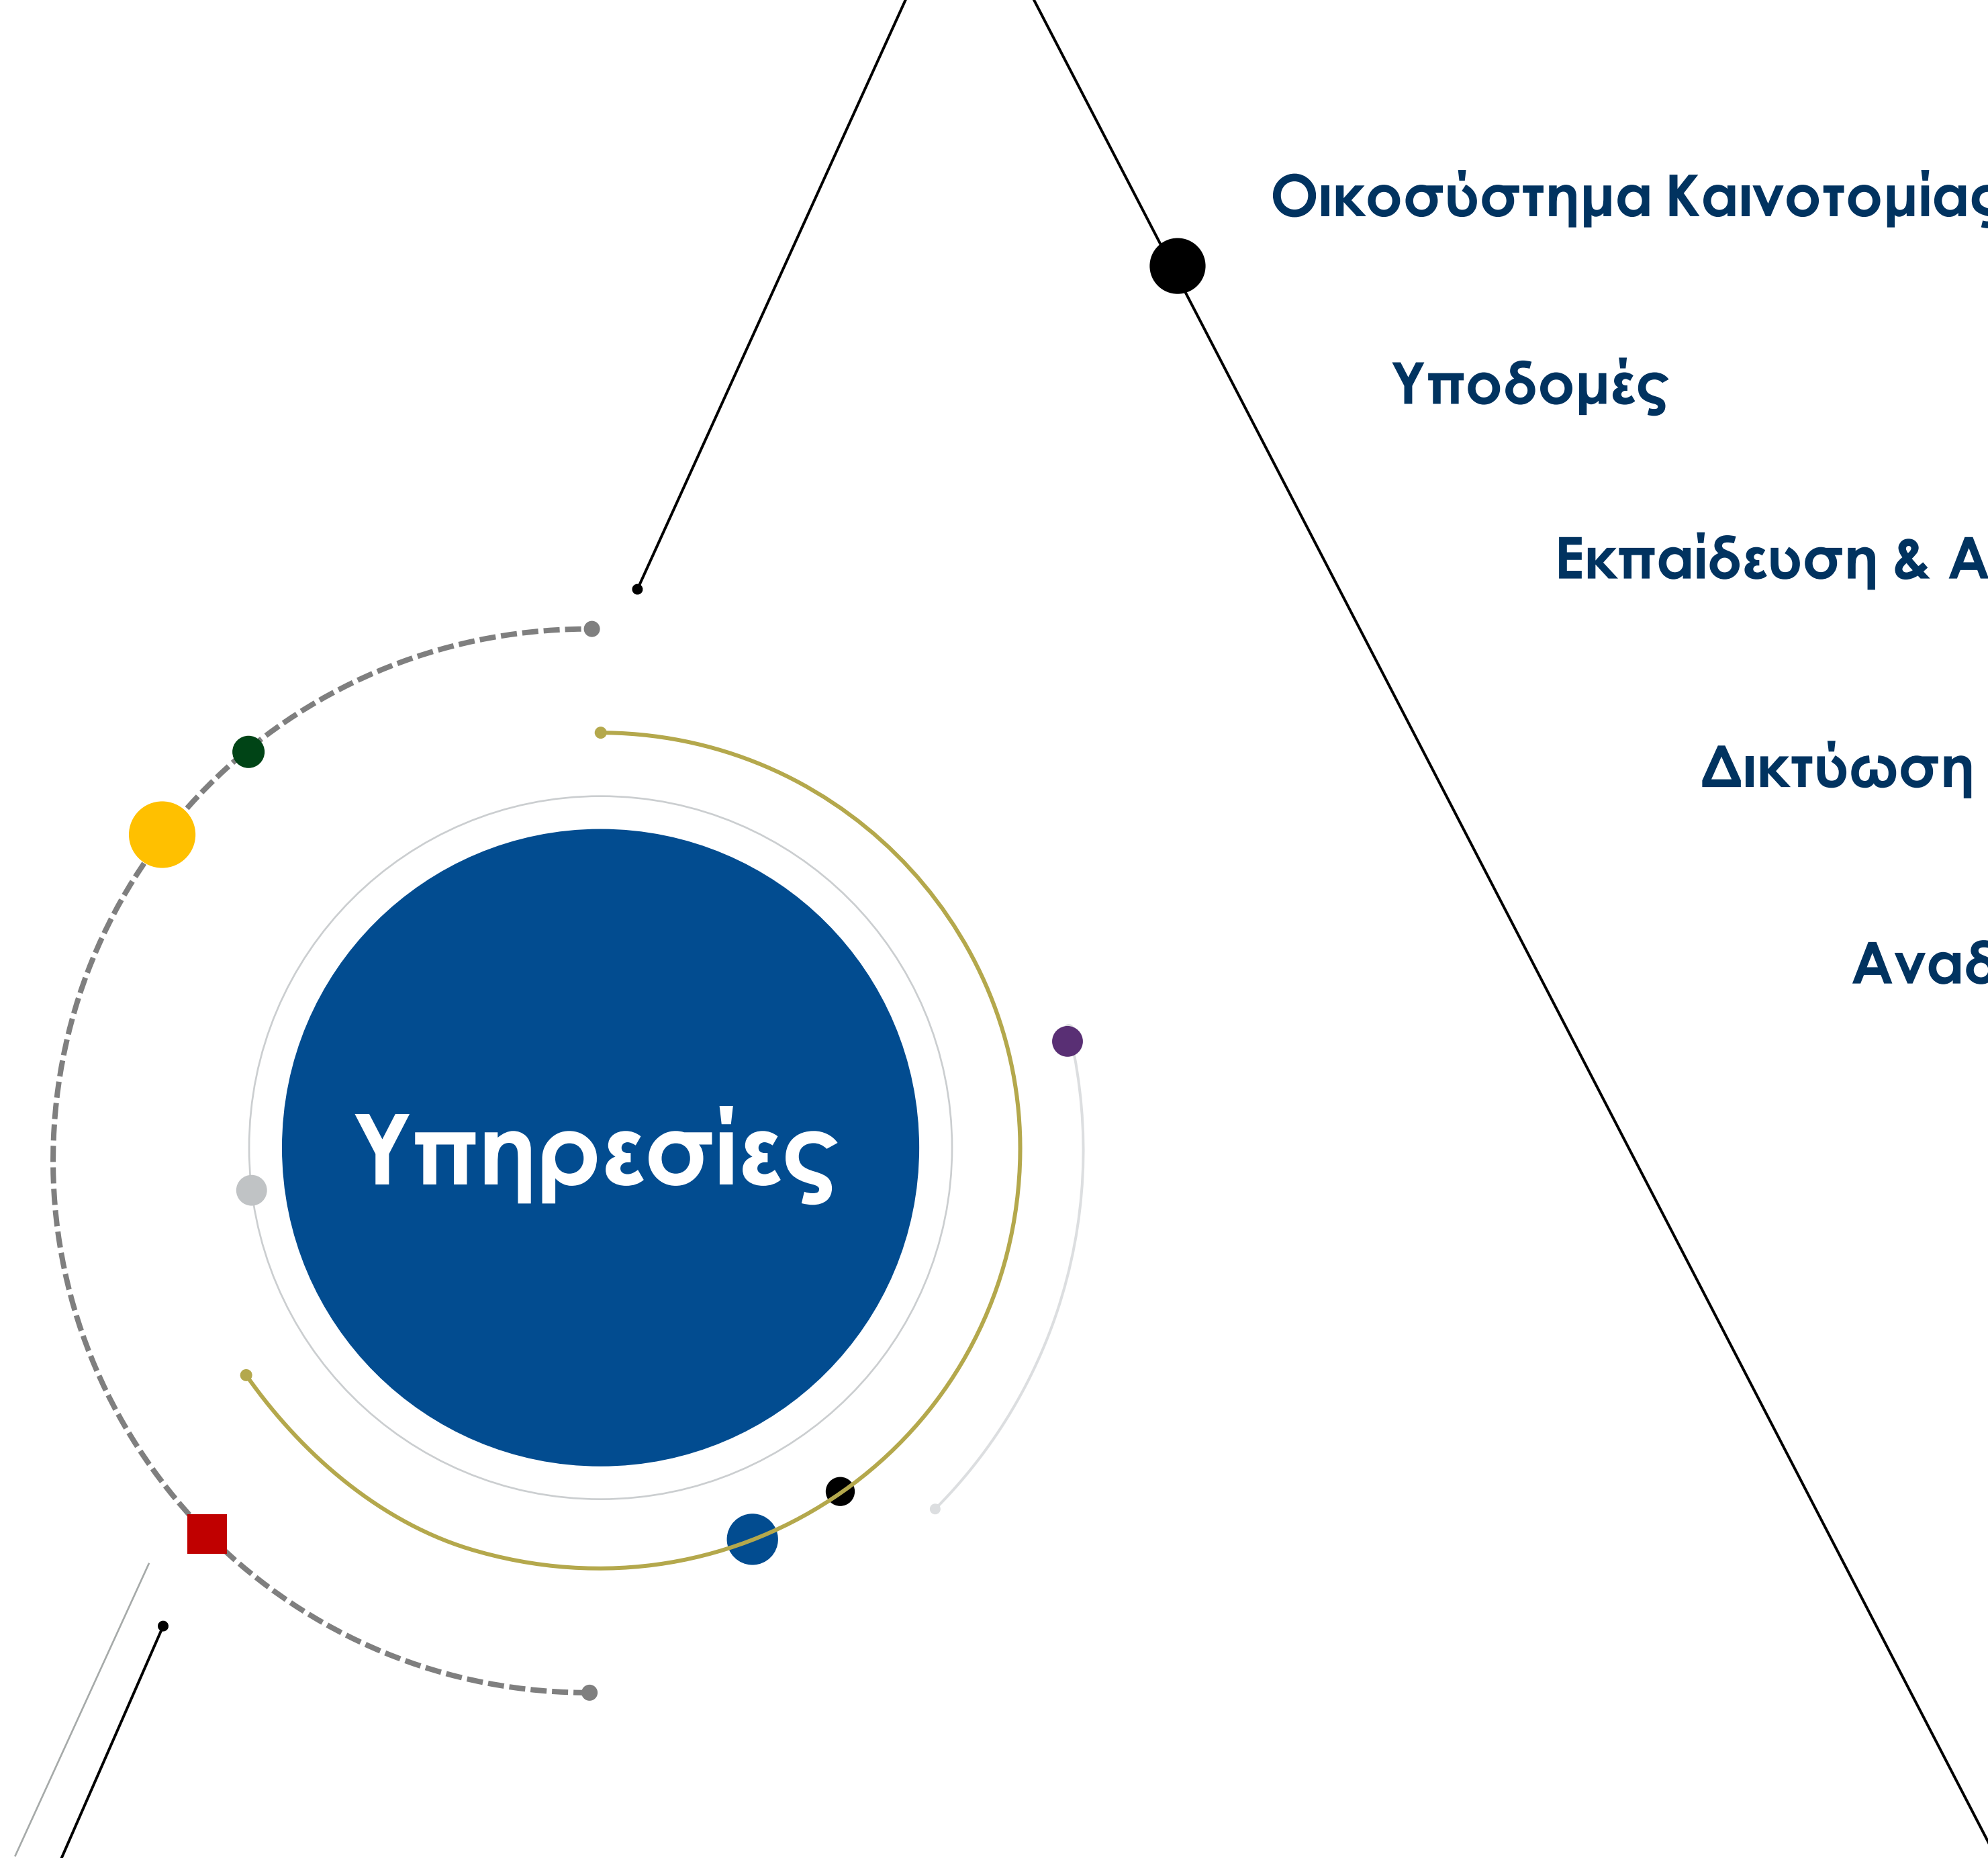 Οικοσύστημα Καινοτομίας
Υποδομές
Εκπαίδευση &
Δικτύωση
Υπηρεσίες